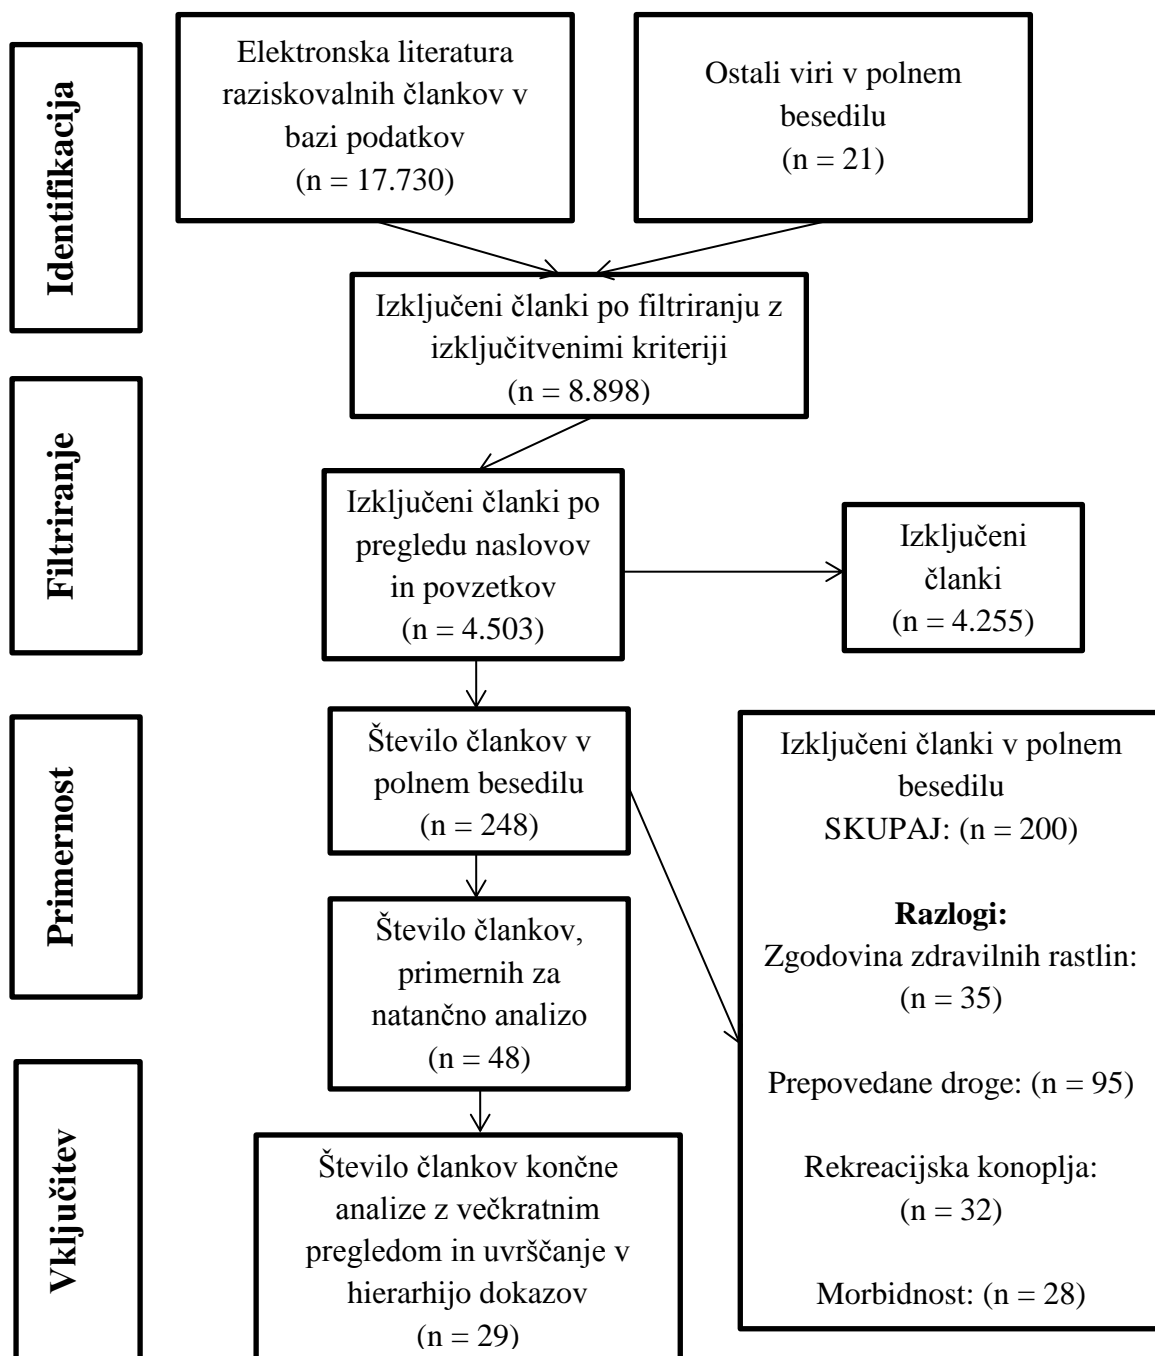 Identifikacija
Elektronska literatura
raziskovalnih člankov v
bazi podatkov
(n = 17.730)
Ostali viri v polnem
besedilu
(n = 21)
Izključeni članki po filtriranju z
izključitvenimi kriteriji
(n = 8.898)
Filtriranje
Izključeni članki po
pregledu naslovov
in povzetkov
(n = 4.503)
Izključeni
članki
(n = 4.255)
Primernost
Število člankov v
polnem besedilu
(n = 248)
Izključeni članki v polnem
besedilu
SKUPAJ: (n = 200)
Razlogi:
Zgodovina zdravilnih rastlin:
(n = 35)
Prepovedane droge: (n = 95)
Rekreacijska konoplja:
(n = 32)
Morbidnost: (n = 28)
Število člankov,
primernih za
natančno analizo
(n = 48)
Vključitev
Število člankov končne
analize z večkratnim
pregledom in uvrščanje v
hierarhijo dokazov
(n = 29)